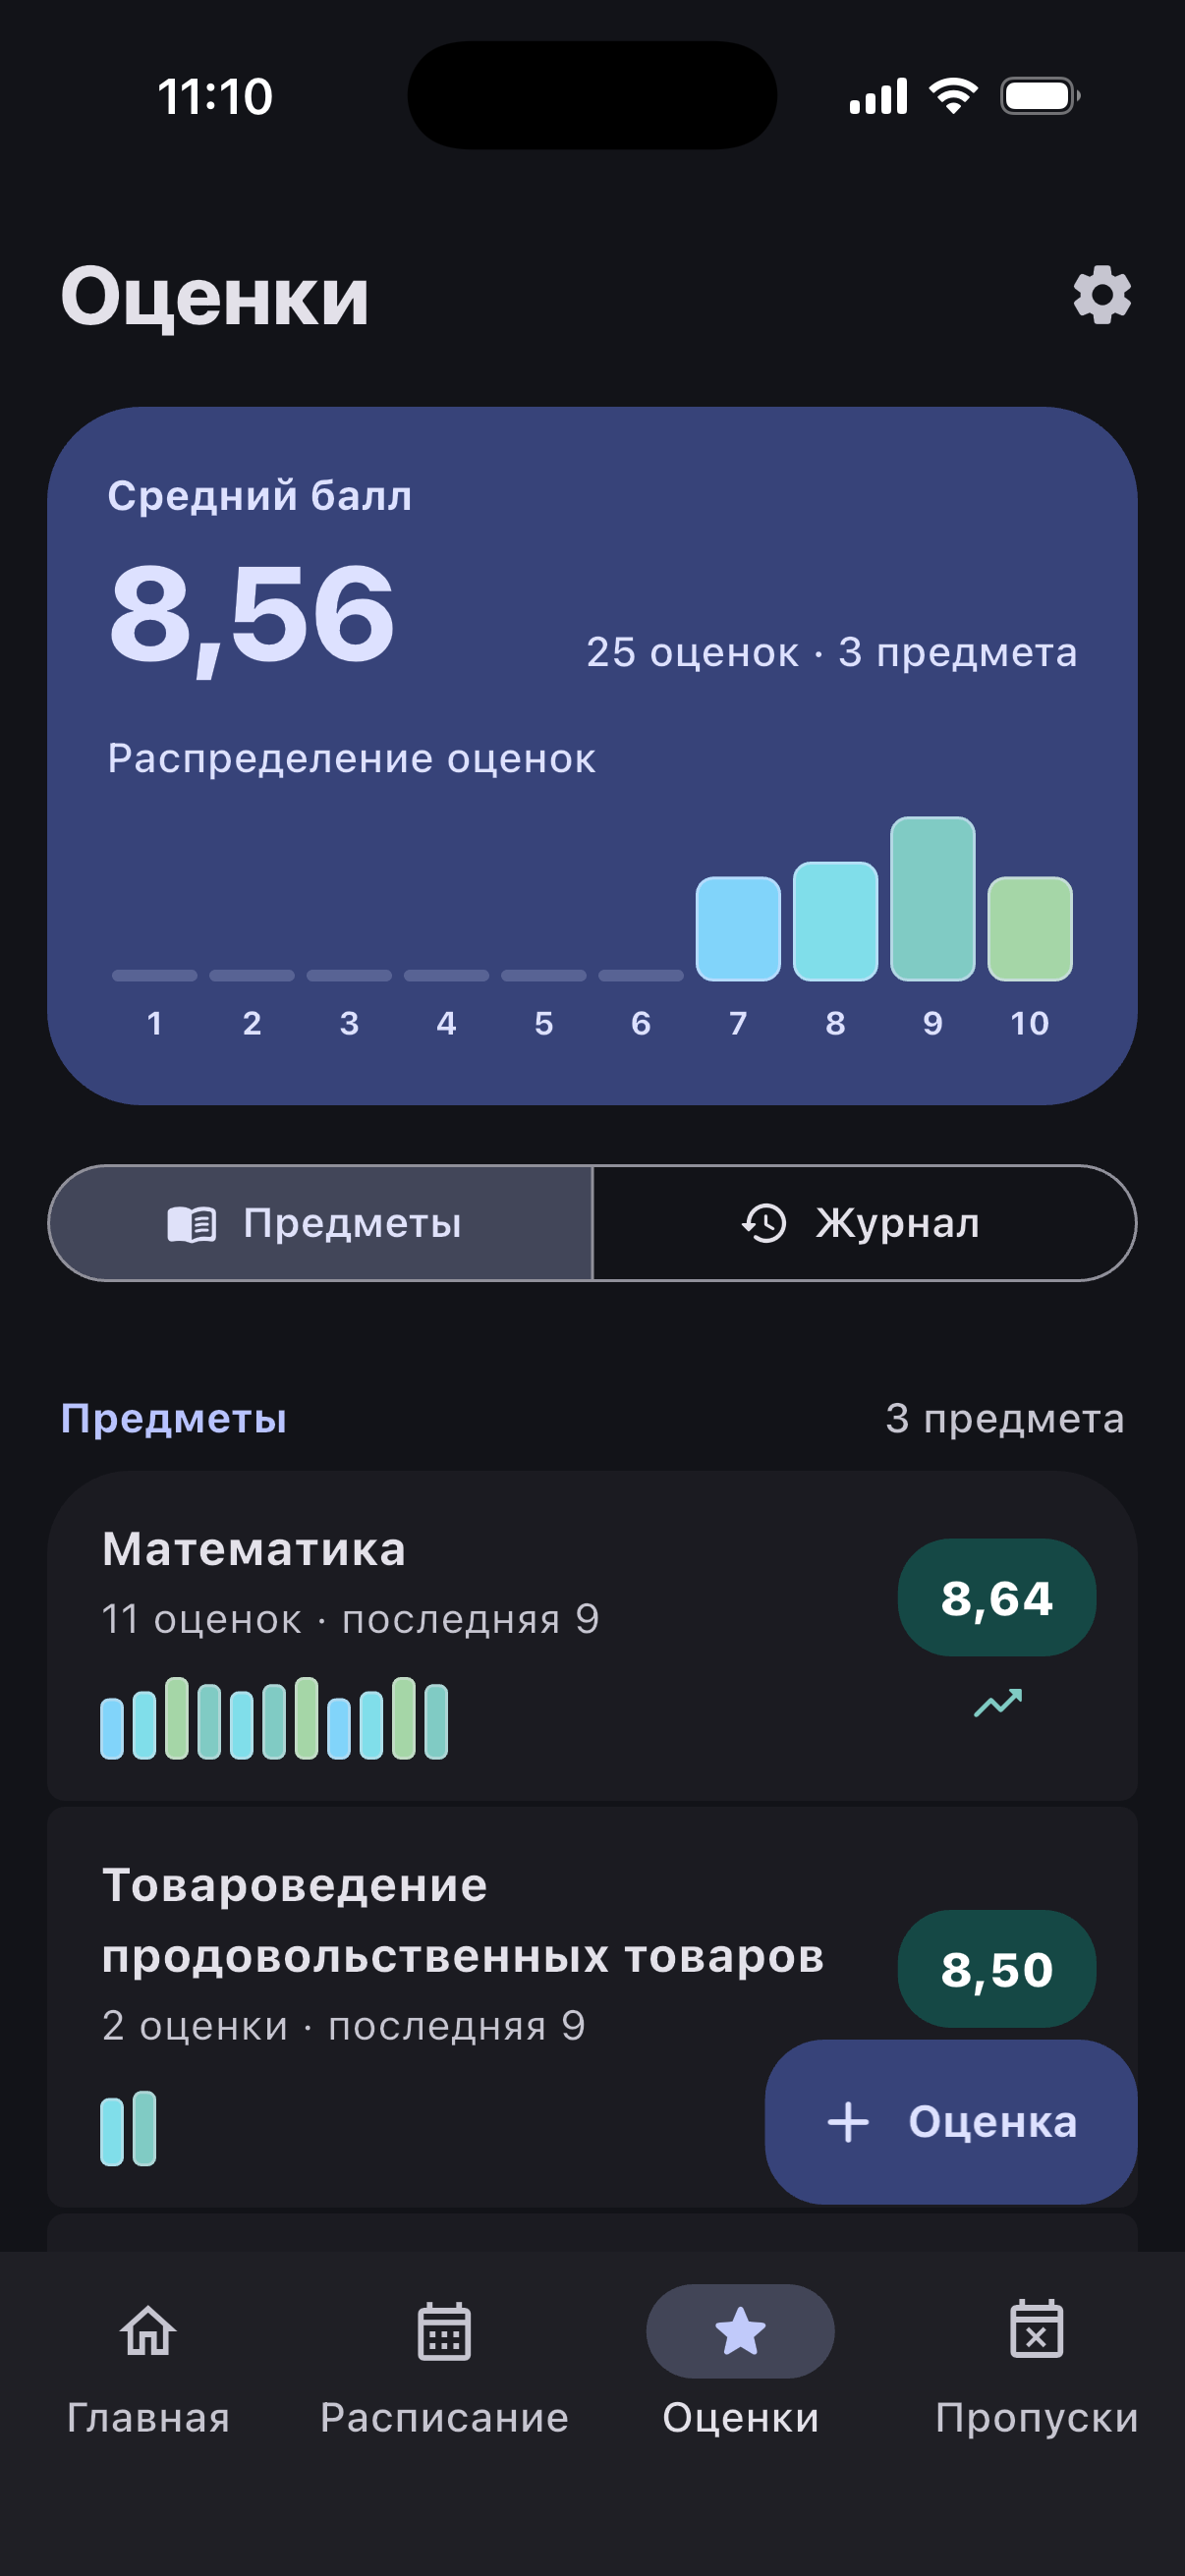 11:10
Оценки
Средний балл
8,56
25 оценок · 3 предмета
Распределение оценок
1 2 3 4 5 6 7 8 9 10
Предметы
Журнал
Предметы
3 предмета
Математика
11 оценок · последняя 9
8,64
Товароведение
продовольственных товаров
2 оценки · последняя 9
8,50
Оценка
Главная
Расписание
Оценки
Пропуски